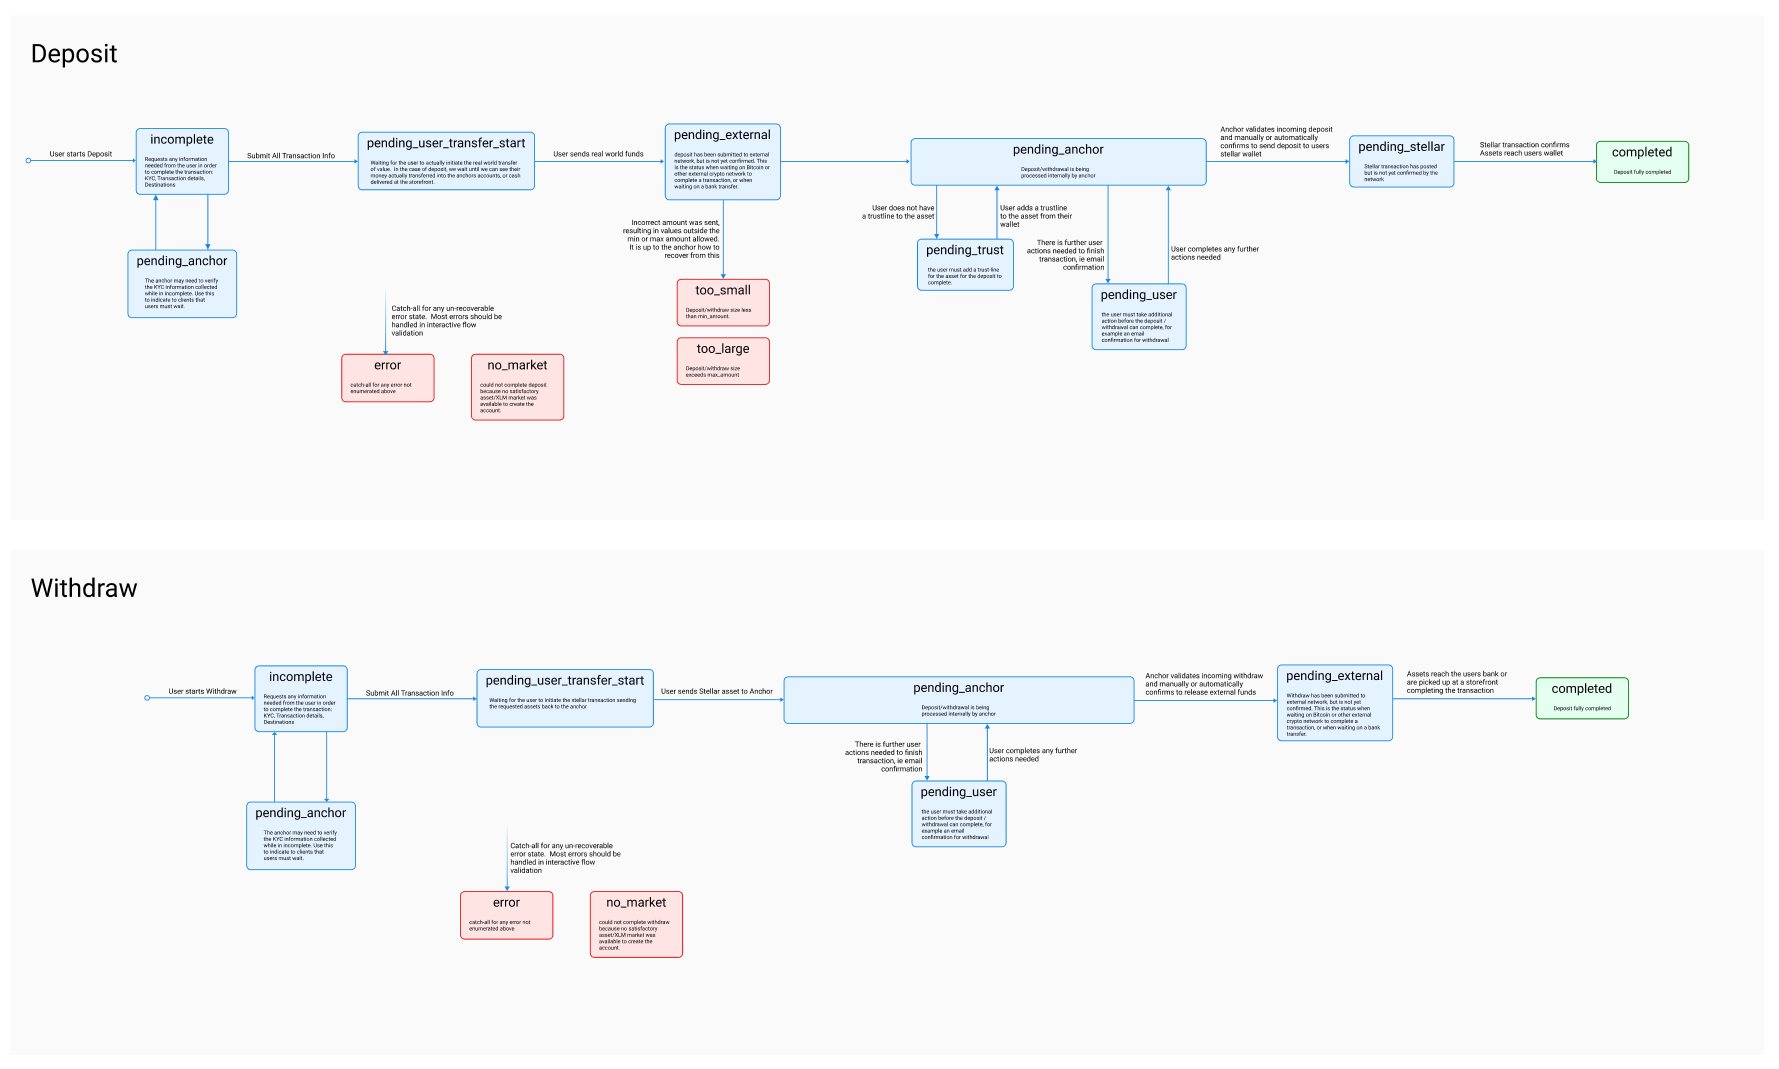 Deposit
User starts Deposit
incomplete
Requests any information
needed from the user in order
to complete the transaction:
KYC, Transaction details,
Destinations
Submit All Transaction Info
pending_user_transfer_start
Waiting for the user to actually initiate the real world transfer
of value. In the case of deposit, we wait until we can see their
money actually transferred into the anchors accounts, or cash
delivered at the storefront.
User sends real world funds
pending_external
deposit has been submitted to external
network, but is not yet confirmed. This
is the status when waiting on Bitcoin or
other external crypto network to
complete a transaction, or when
waiting on a bank transfer.
pending_anchor
Deposit/withdrawal is being
processed internally by anchor
Anchor validates incoming deposit
and manually or automatically
confirms to send deposit to users
stellar wallet
pending_stellar
Stellar transaction has posted
but is not yet confirmed by the
network
Stellar transaction confirms
Assets reach users wallet
completed
Deposit fully completed
pending_anchor
The anchor may need to verify
the KYC information collected
while in incomplete. Use this
to indicate to clients that
users must wait.
Incorrect amount was sent,
resulting in values outside the
min or max amount allowed.
It is up to the anchor how to
recover from this
too_small
Deposit/withdraw size less
than min_amount.
too_large
Deposit/withdraw size
exceeds max_amount
User does not have
a trustline to the asset
User adds a trustline
to the asset from their
wallet
pending_trust
the user must add a trust-line
for the asset for the deposit to
complete.
There is further user
actions needed to finish
transaction, ie email
confirmation
User completes any further
actions needed
pending_user
the user must take additional
action before the deposit /
withdrawal can complete, for
example an email
confirmation for withdrawal
Catch-all for any un-recoverable
error state. Most errors should be
handled in interactive flow
validation
error
catch-all for any error not
enumerated above
no_market
could not complete deposit
because no satisfactory
asset/XLM market was
available to create the
account.
Withdraw
User starts Withdraw
incomplete
Requests any information
needed from the user in order
to complete the transaction:
KYC, Transaction details,
Destinations
Submit All Transaction Info
pending_user_transfer_start
Waiting for the user to initiate the stellar transaction sending
the requested assets back to the anchor
User sends Stellar asset to Anchor
pending_anchor
Deposit/withdrawal is being
processed internally by anchor
Anchor validates incoming withdraw
and manually or automatically
confirms to release external funds
pending_external
Withdraw has been submitted to
external network, but is not yet
confirmed. This is the status when
waiting on Bitcoin or other external
crypto network to complete a
transaction, or when waiting on a bank
transfer.
Assets reach the users bank or
are picked up at a storefront
completing the transaction
completed
Deposit fully completed
pending_anchor
The anchor may need to verify
the KYC information collected
while in incomplete. Use this
to indicate to clients that
users must wait.
There is further user
actions needed to finish
transaction, ie email
confirmation
User completes any further
actions needed
pending_user
the user must take additional
action before the deposit /
withdrawal can complete, for
example an email
confirmation for withdrawal
Catch-all for any un-recoverable
error state. Most errors should be
handled in interactive flow
validation
error
catch-all for any error not
enumerated above
no_market
could not complete withdraw
because no satisfactory
asset/XLM market was
available to create the
account.